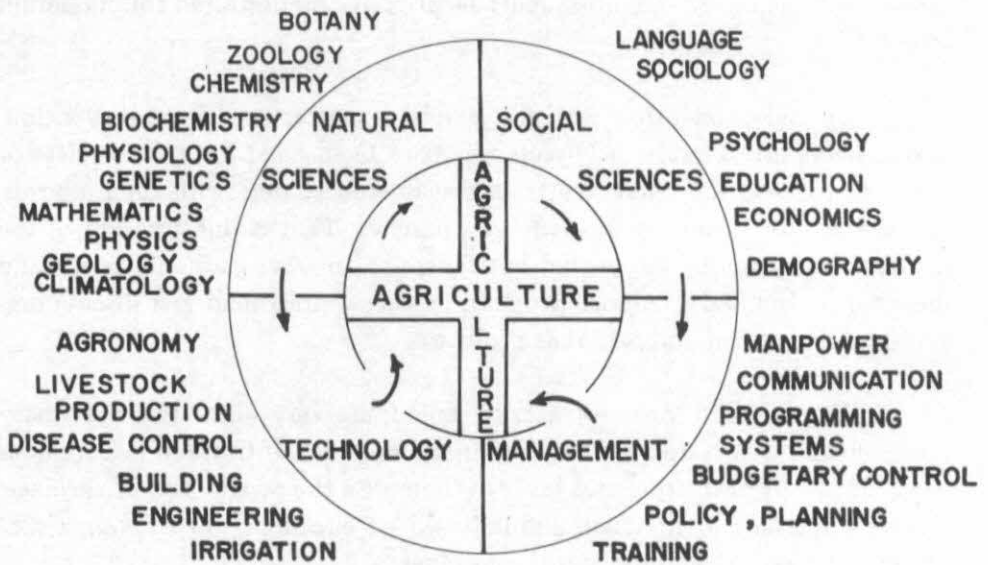 BOTANY
ZOOLOGY
CHEMISTRY
BIOCHEMISTRY
PHYSIOLOGY
GENETICS
MATHEMATICS
PHYSICS
GEOLOGY
CLIMATOLOGY
NATURAL
SCIENCES
SOCIAL
SCIENCES
LANGUAGE
SOCIOLOGY
PSYCHOLOGY
EDUCATION
ECONOMICS
DEMOGRAPHY
AGRICULTURE
AGRICULTURE
AGRONOMY
LIVESTOCK
PRODUCTION
DISEASE CONTROL
BUILDING
ENGINEERING
IRRIGATION
TECHNOLOGY
MANAGEMENT
MANPOWER
COMMUNICATION
PROGRAMMING
SYSTEMS
BUDGETARY CONTROL
POLICY, PLANNING
TRAINING